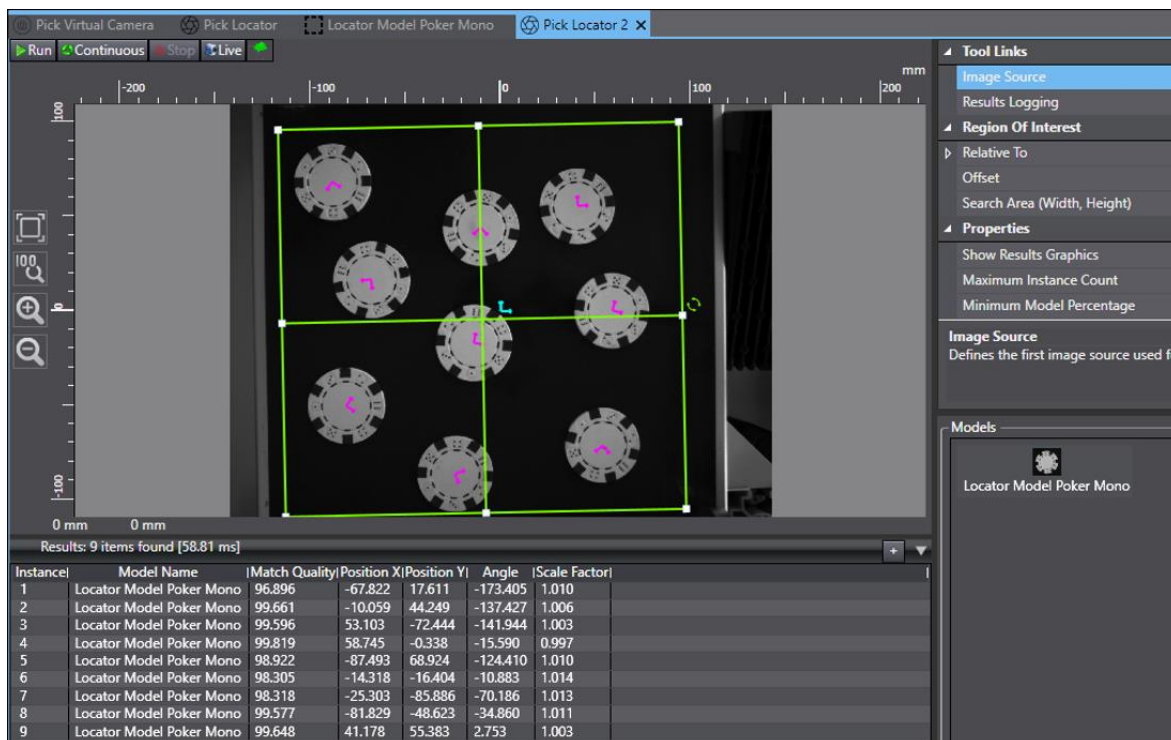 Pick Virtual Camera Pick Locator Locator Model Poker Mono Pick Locator 2 ×
Run Continuous Stop Live
mm
-200 -100 0 100 200
100
0
-100
100
0 mm 0 mm
Results: 9 items found [58.81 ms] +
Instance| Model Name |Match Quality|Position X|Position Y| Angle |Scale Factor|
1 Locator Model Poker Mono 96.896 -67.822 17.611 -173.405 1.010
2 Locator Model Poker Mono 99.661 -10.059 44.249 -137.427 1.006
3 Locator Model Poker Mono 99.596 53.103 -72.444 -141.944 1.003
4 Locator Model Poker Mono 99.819 58.745 -0.338 -15.590 0.997
5 Locator Model Poker Mono 98.922 -87.493 68.924 -124.410 1.010
6 Locator Model Poker Mono 98.305 -14.318 -16.404 -10.883 1.014
7 Locator Model Poker Mono 98.318 -25.303 -85.886 -70.186 1.013
8 Locator Model Poker Mono 99.577 -81.829 -48.623 -34.860 1.011
9 Locator Model Poker Mono 99.648 41.178 55.383 2.753 1.003
Tool Links
Image Source
Results Logging
Region Of Interest
Relative To
Offset
Search Area (Width, Height)
Properties
Show Results Graphics
Maximum Instance Count
Minimum Model Percentage
Image Source
Defines the first image source used f
Models
Locator Model Poker Mono